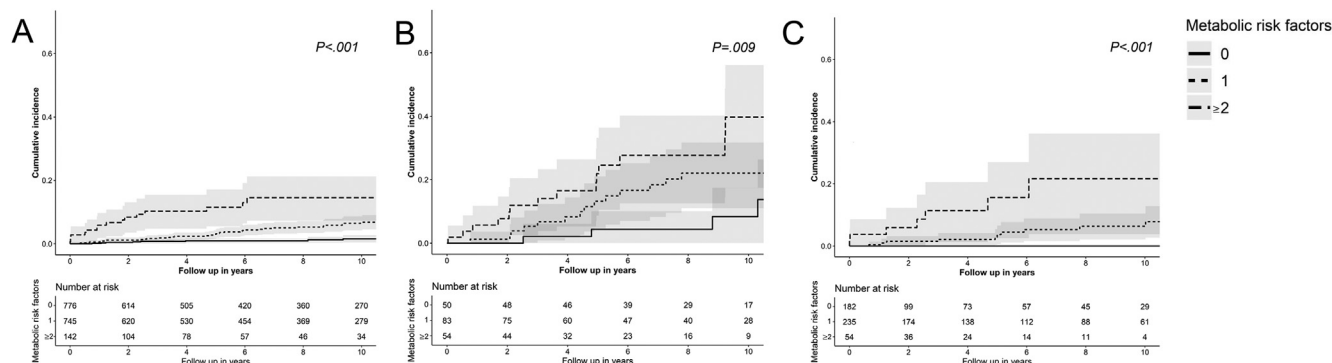 A
P<.001
Cumulative incidence
0.6
0.4
0.2
0.0
0 2 4 6 8 10
Follow up in years
Number at risk
Metabolic risk factors
0 776 614 505 420 360 270
1 745 620 530 454 369 279
≥2 142 104 78 57 46 34
0 2 4 6 8 10
Follow up in years
B
P=.009
Cumulative incidence
0.6
0.4
0.2
0.0
0 2 4 6 8 10
Follow up in years
Number at risk
Metabolic risk factors
0 50 48 46 39 29 17
1 83 75 60 47 40 28
≥2 54 44 32 23 16 9
0 2 4 6 8 10
Follow up in years
C
P<.001
Cumulative incidence
0.6
0.4
0.2
0.0
0 2 4 6 8 10
Follow up in years
Number at risk
Metabolic risk factors
0 182 99 73 57 45 29
1 235 174 138 112 88 61
≥2 54 36 24 14 11 4
0 2 4 6 8 10
Follow up in years
Metabolic risk factors
0
1
≥2